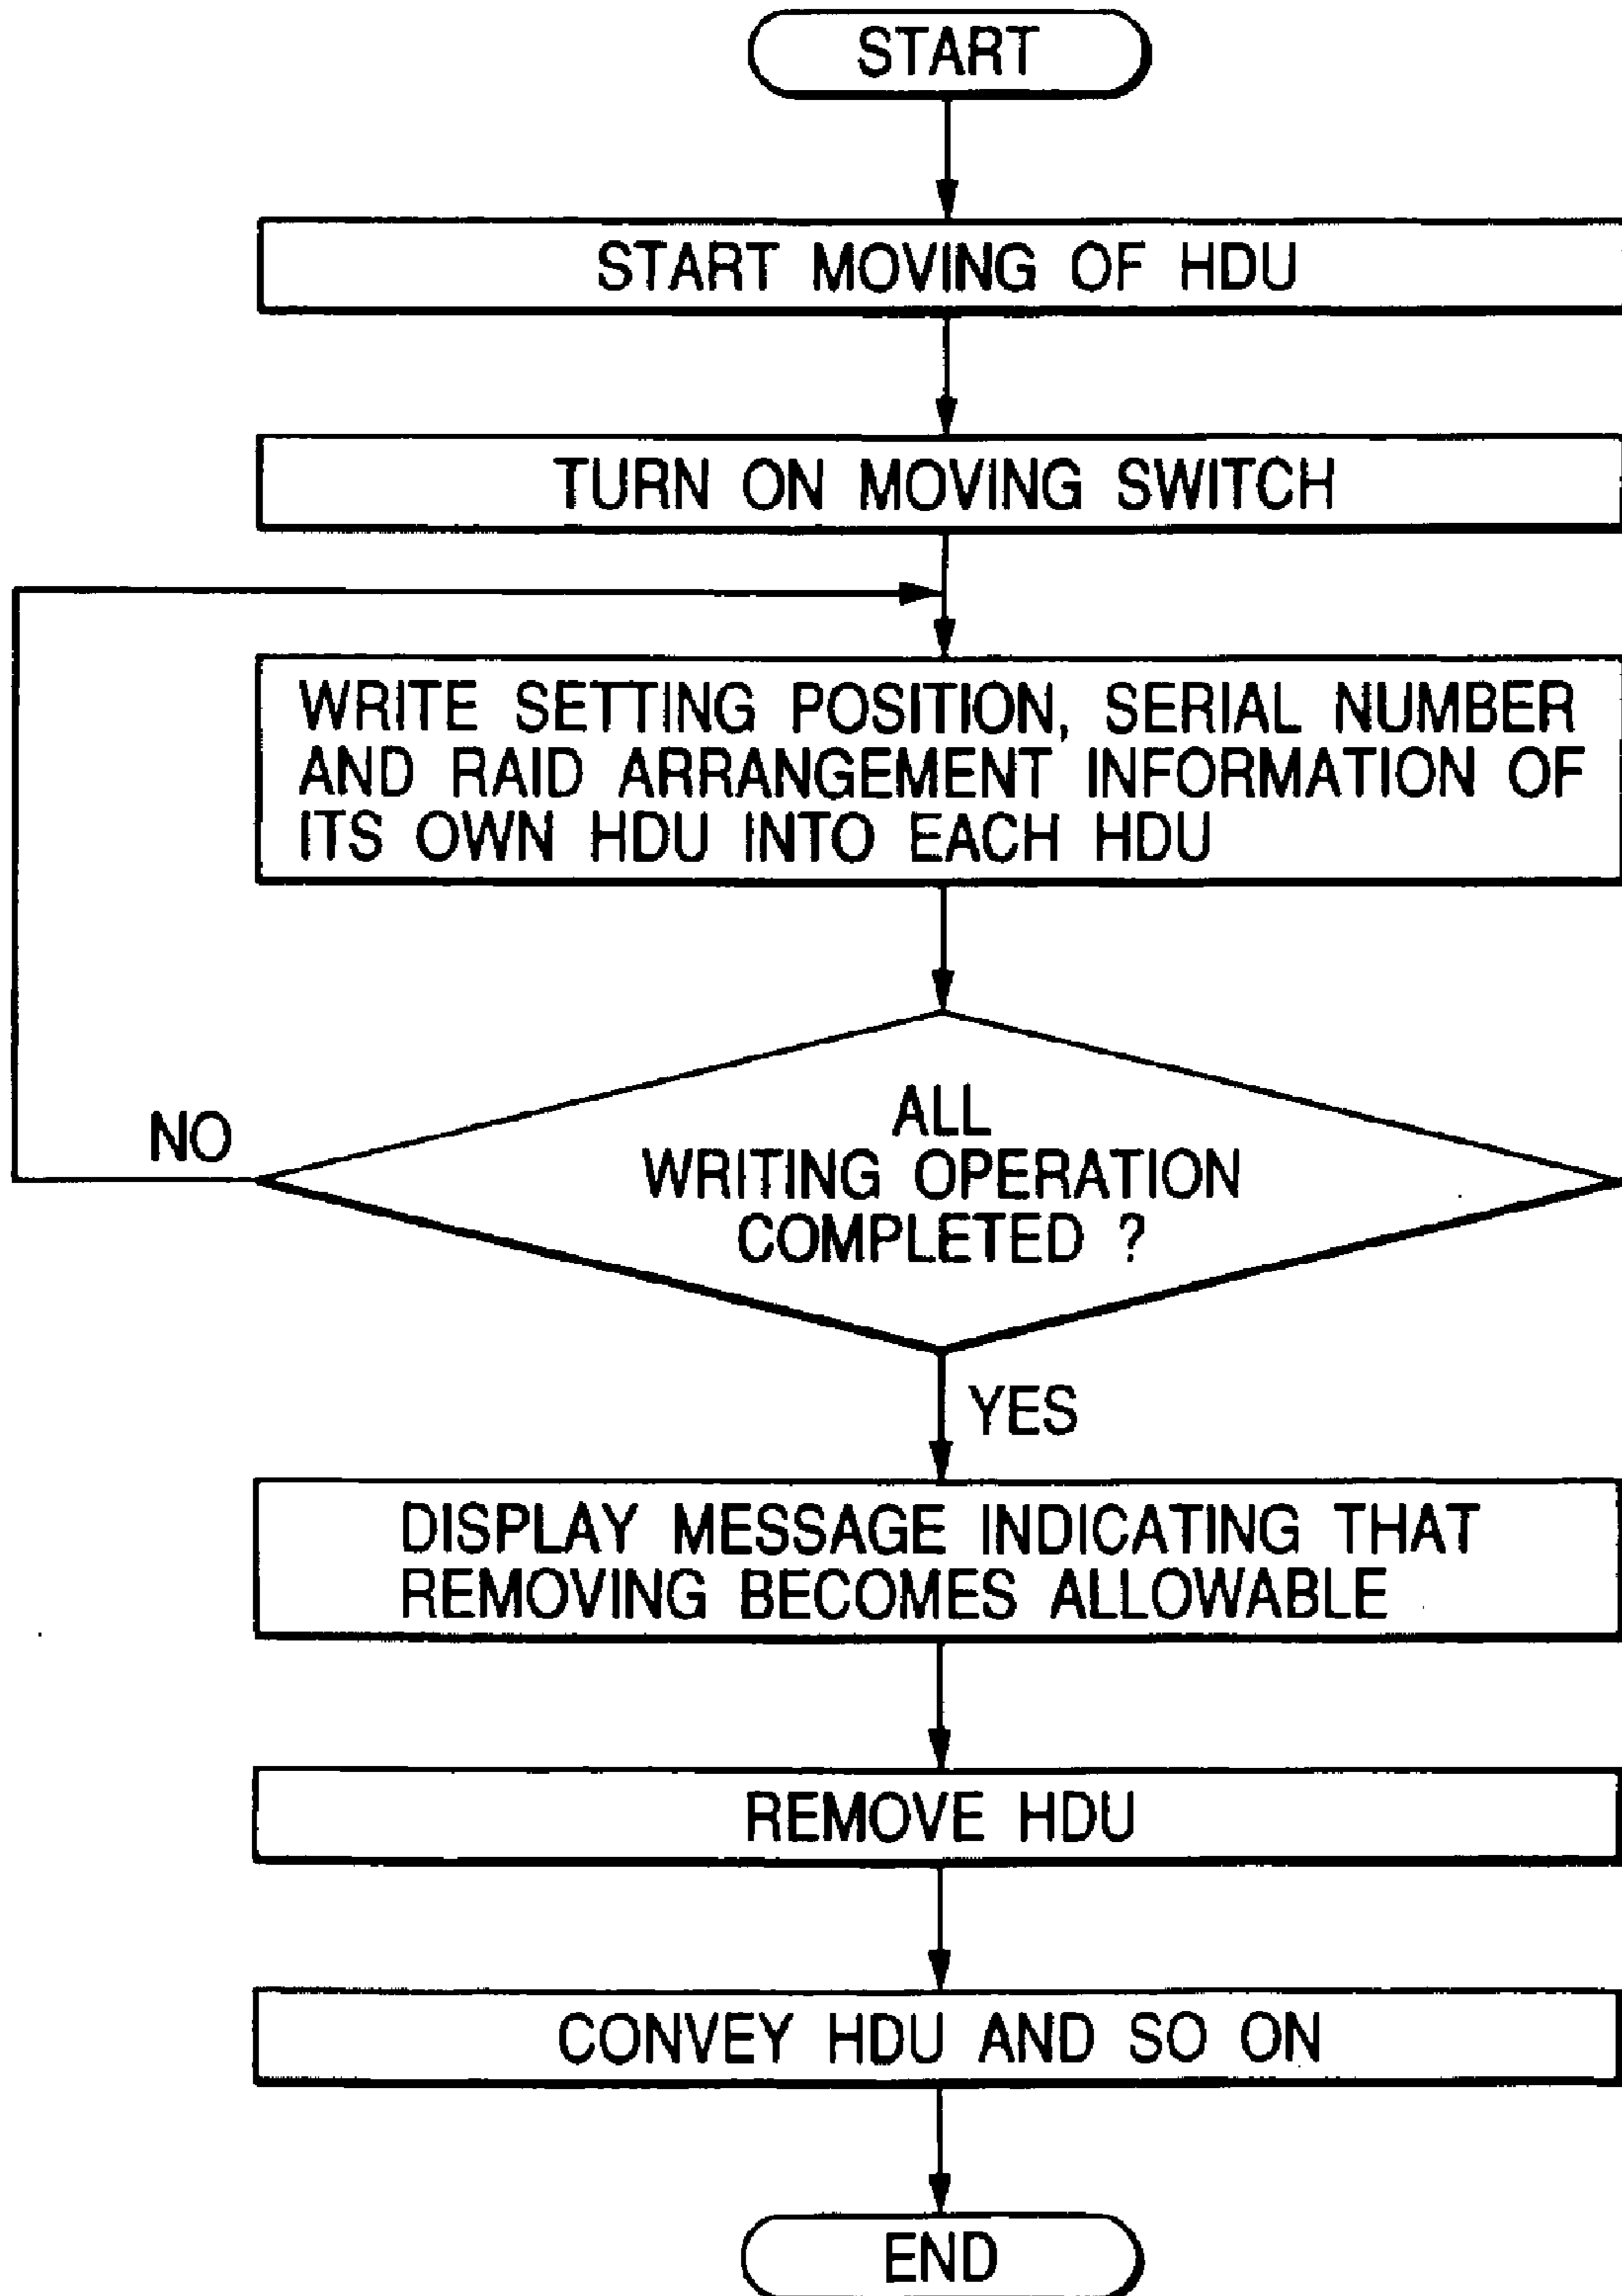 START
START MOVING OF HDU
TURN ON MOVING SWITCH
WRITE SETTING POSITION, SERIAL NUMBER
AND RAID ARRANGEMENT INFORMATION OF
ITS OWN HDU INTO EACH HDU
ALL
WRITING OPERATION
COMPLETED ?
NO
YES
DISPLAY MESSAGE INDICATING THAT
REMOVING BECOMES ALLOWABLE
REMOVE HDU
CONVEY HDU AND SO ON
END